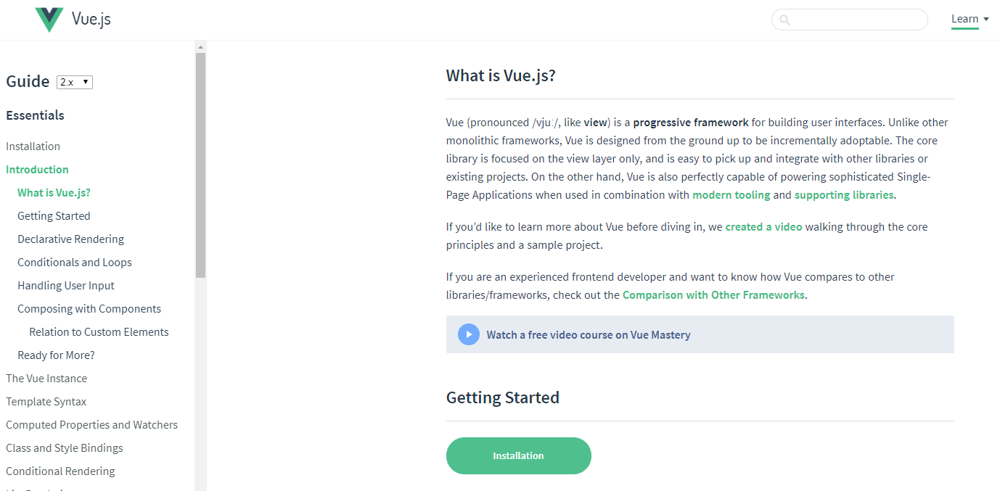 Vue.js
Learn
Guide 2.x
Essentials
Installation
Introduction
What is Vue.js?
Getting Started
Declarative Rendering
Conditionals and Loops
Handling User Input
Composing with Components
Relation to Custom Elements
Ready for More?
The Vue Instance
Template Syntax
Computed Properties and Watchers
Class and Style Bindings
Conditional Rendering
What is Vue.js?
Vue (pronounced /vjuː/, like view) is a progressive framework for building user interfaces. Unlike other
monolithic frameworks, Vue is designed from the ground up to be incrementally adoptable. The core
library is focused on the view layer only, and is easy to pick up and integrate with other libraries or
existing projects. On the other hand, Vue is also perfectly capable of powering sophisticated Single-
Page Applications when used in combination with modern tooling and supporting libraries.
If you’d like to learn more about Vue before diving in, we created a video walking through the core
principles and a sample project.
If you are an experienced frontend developer and want to know how Vue compares to other
libraries/frameworks, check out the Comparison with Other Frameworks.
Watch a free video course on Vue Mastery
Getting Started
Installation